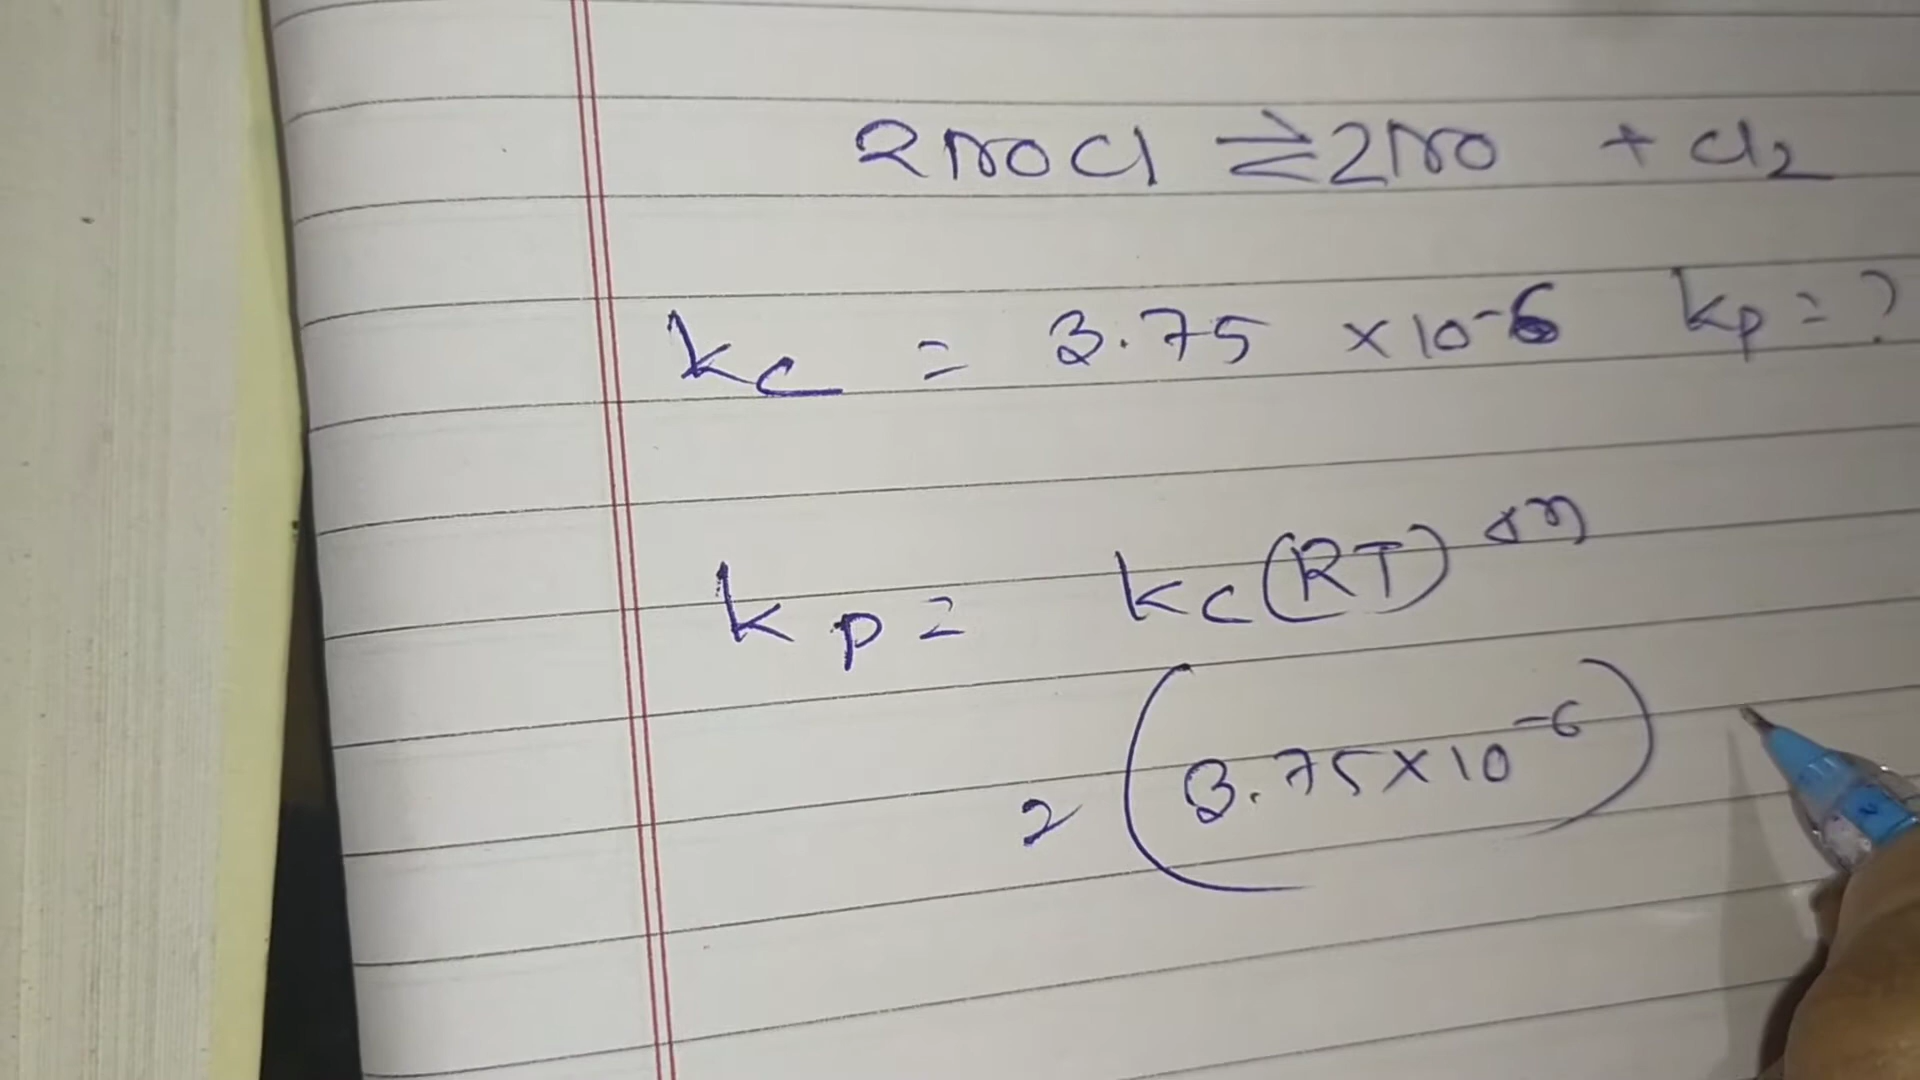 2NOCl ⇌ 2NO + Cl2
kc = 3.75 × 10^-6 kp = ?
kp = kc(RT)^Δn
= (3.75×10^-6)